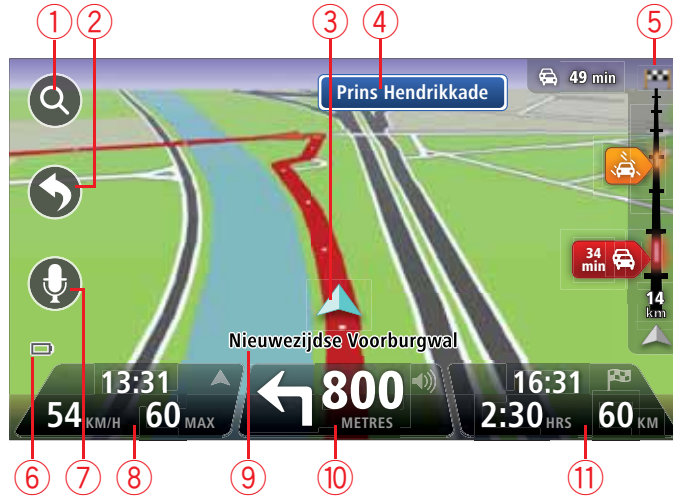 ① ② ③ ④ ⑤
Prins Hendrikkade
49 min
34
min
14
km
Nieuwezijdse Voorburgwal
13:31
54 KM/H 60 MAX
800
METRES
16:31
2:30 HRS 60 KM
⑥ ⑦ ⑧ ⑨ ⑩ ⑪